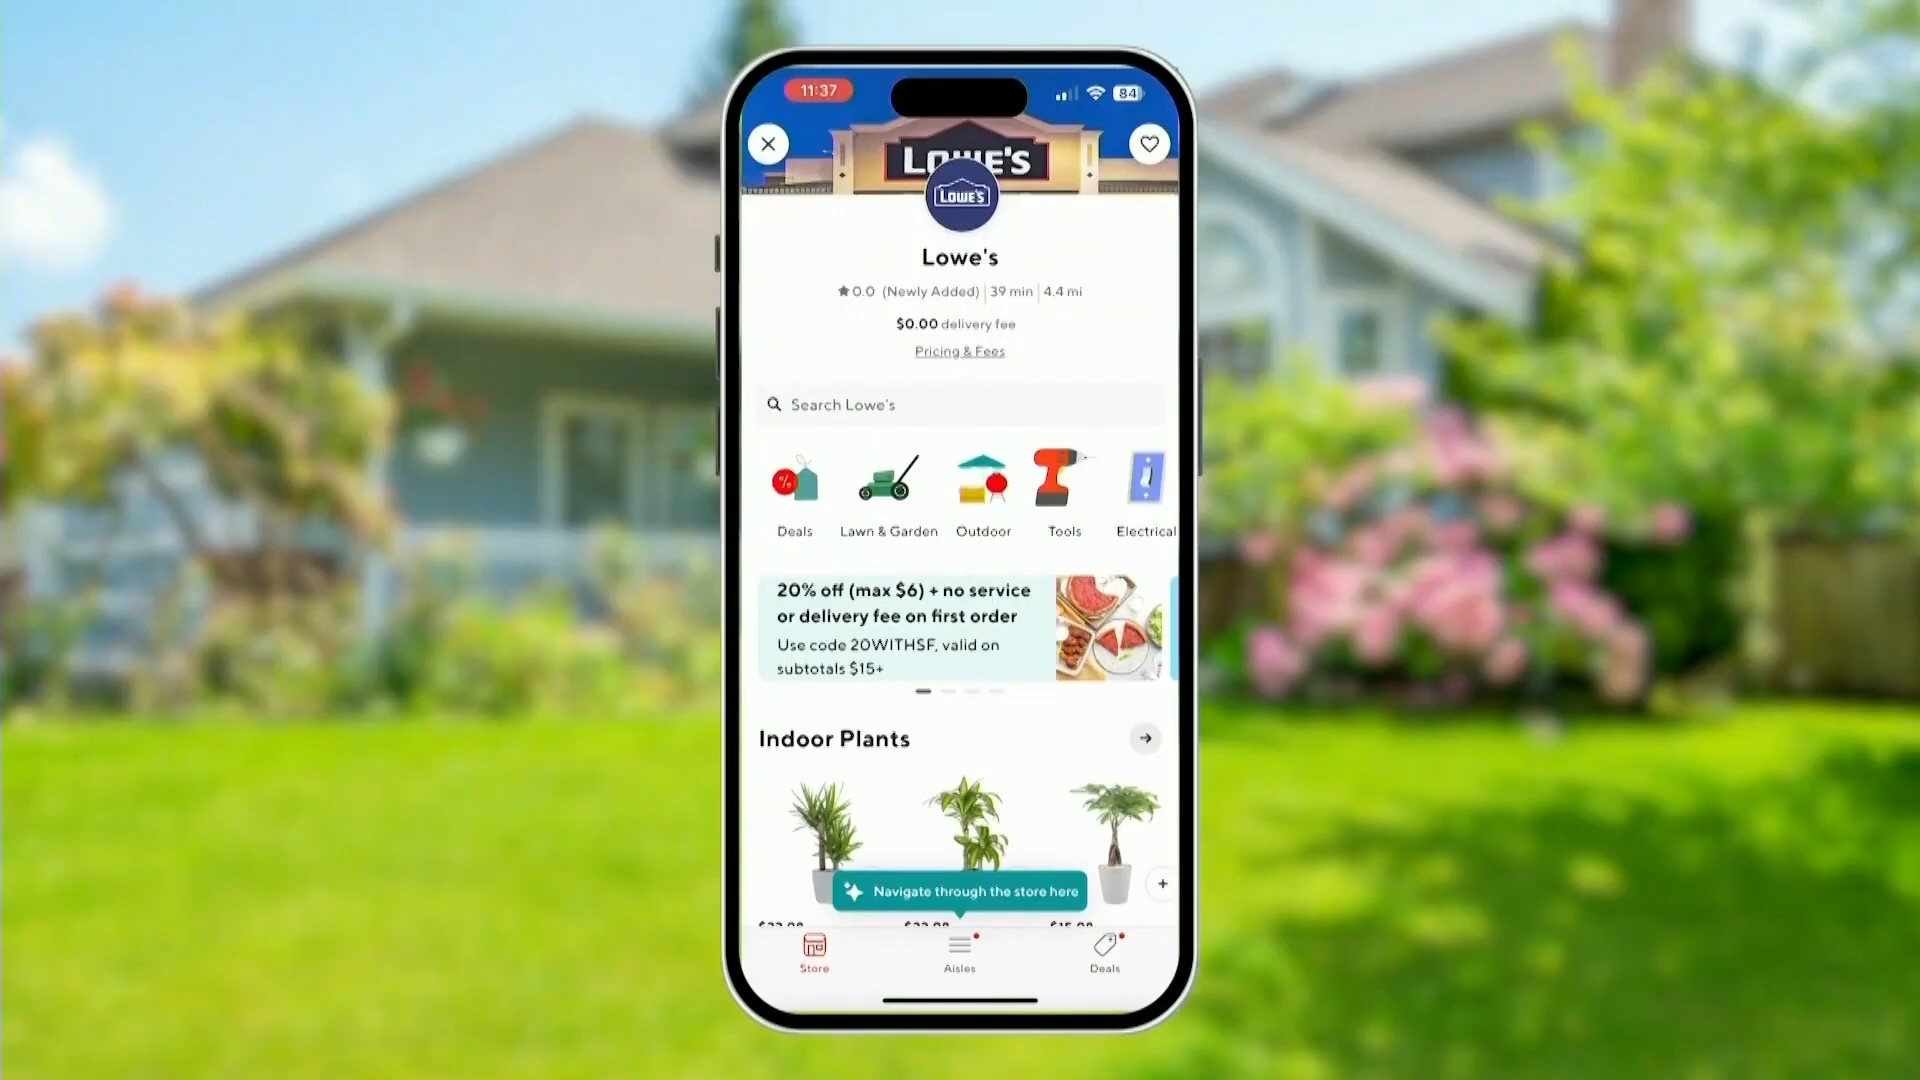 11:37
84
LOWE'S
LOWE'S
Lowe's
0.0 (Newly Added) | 39 min | 4.4 mi
$0.00 delivery fee
Pricing & Fees
Search Lowe's
%
Deals
Lawn & Garden
Outdoor
Tools
Electrical
20% off (max $6) + no service
or delivery fee on first order
Use code 20WITHSF, valid on
subtotals $15+
Indoor Plants
Navigate through the store here
Store
Aisles
Deals